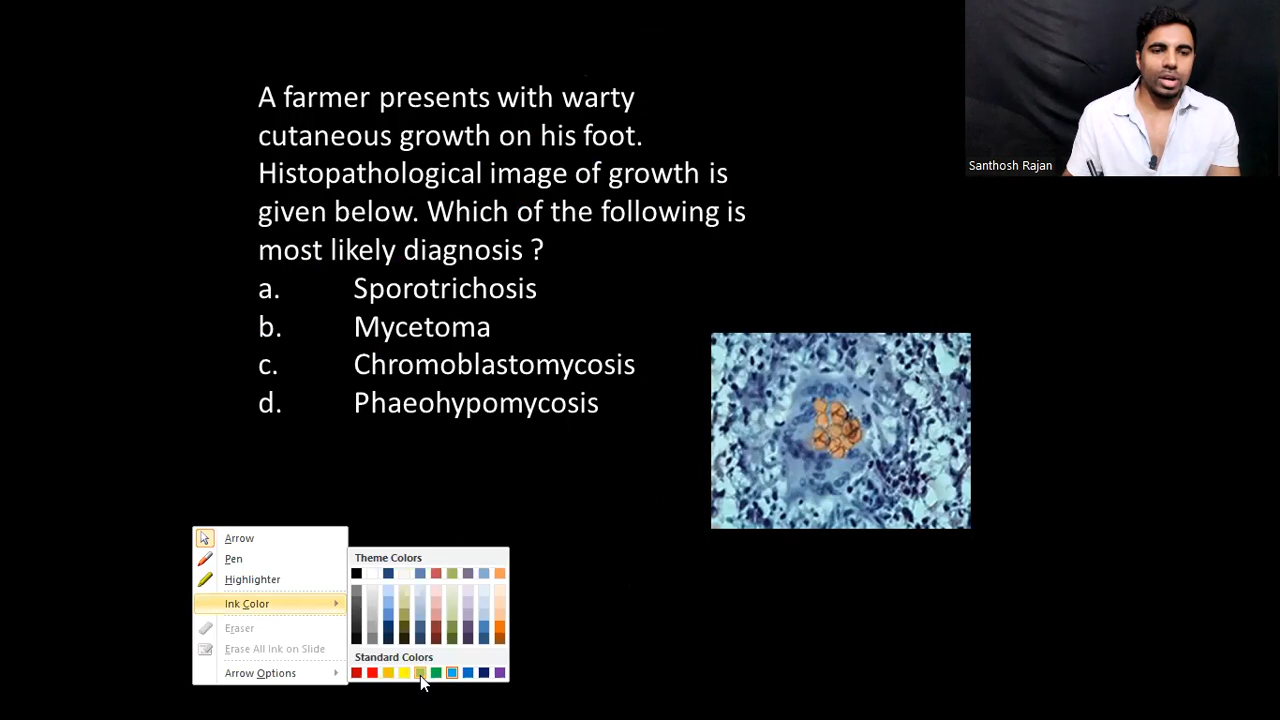 A farmer presents with warty
cutaneous growth on his foot.
Histopathological image of growth is
given below. Which of the following is
most likely diagnosis ?
a. Sporotrichosis
b. Mycetoma
c. Chromoblastomycosis
d. Phaeohypomycosis
Santhosh Rajan
Arrow
Pen
Highlighter
Ink Color
Eraser
Erase All Ink on Slide
Arrow Options
Theme Colors
Standard Colors